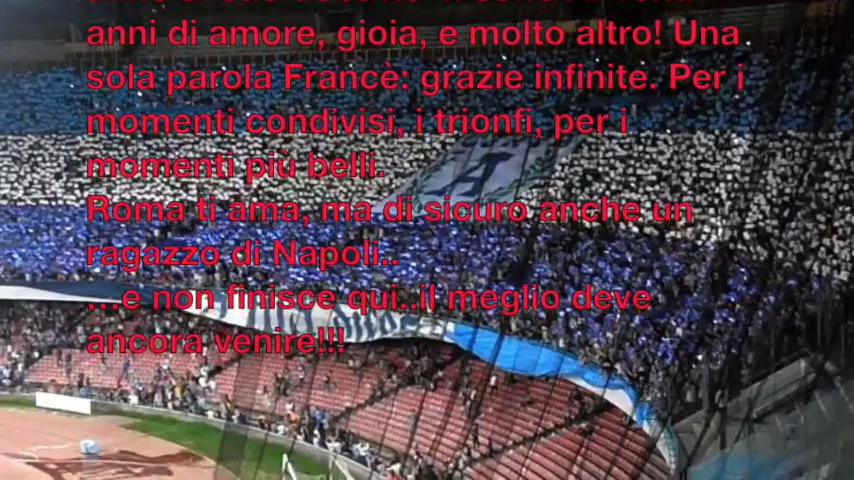 anni di amore, gioia, e molto altro! Una
sola parola Francè: grazie infinite. Per i
momenti condivisi, i trionfi, per i
momenti più belli.
Roma ti ama, ma di sicuro anche un
ragazzo di Napoli..
...e non finisce qui..il meglio deve
ancora venire!!!
A